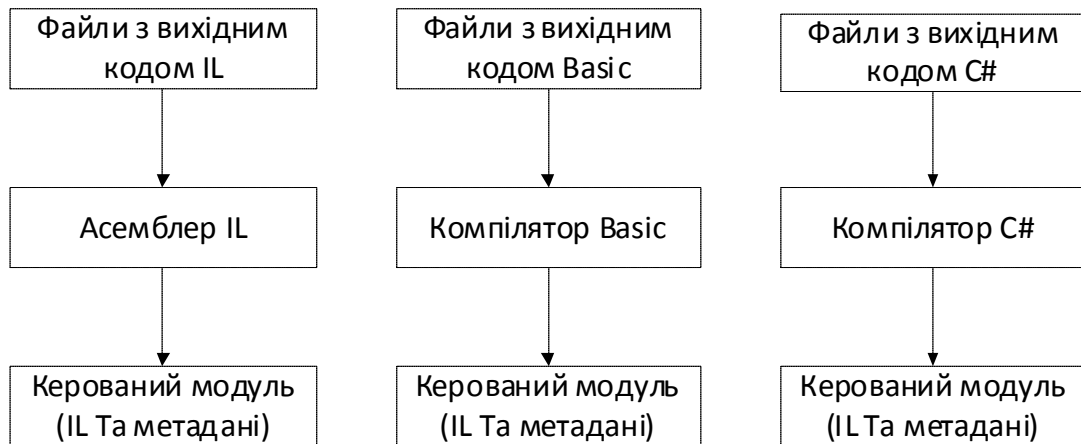 Файли з вихідним
кодом IL
Файли з вихідним
кодом Basic
Файли з вихідним
кодом C#
Асемблер IL
Компілятор Basic
Компілятор C#
Керований модуль
(IL Та метадані)
Керований модуль
(IL Та метадані)
Керований модуль
(IL Та метадані)